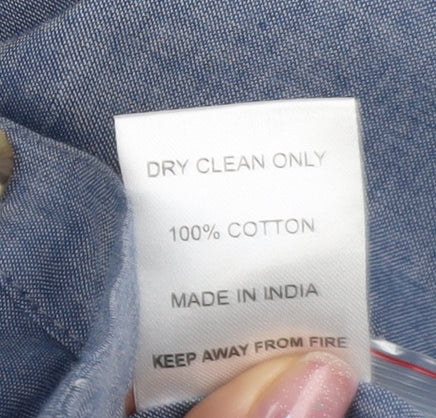 DRY CLEAN ONLY
100% COTTON
MADE IN INDIA
KEEP AWAY FROM FIRE